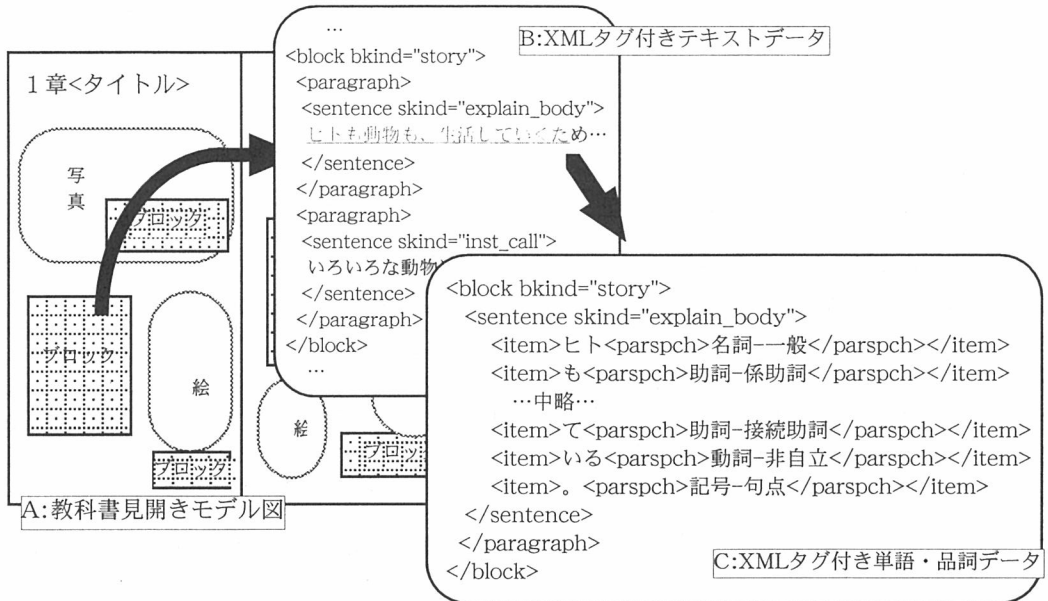 1章<タイトル>
写
真
ブロック
ブロック
絵
ブロック
絵
ブロッ
A:教科書見開きモデル図
B:XMLタグ付きテキストデータ
…
<block bkind="story">
<paragraph>
<sentence skind="explain_body">
ヒトも動物も、生活していくため…
</sentence>
</paragraph>
<paragraph>
<sentence skind="inst_call">
いろいろな動物
</sentence>
</paragraph>
</block>
…
<block bkind="story">
<sentence skind="explain_body">
<item>ヒト<parspch>名詞-一般</parspch></item>
<item>も<parspch>助詞-係助詞</parspch></item>
…中略…
<item>て<parspch>助詞-接続助詞</parspch></item>
<item>いる<parspch>動詞-非自立</parspch></item>
<item>。<parspch>記号-句点</parspch></item>
</sentence>
</paragraph>
</block>
C:XMLタグ付き単語・品詞データ